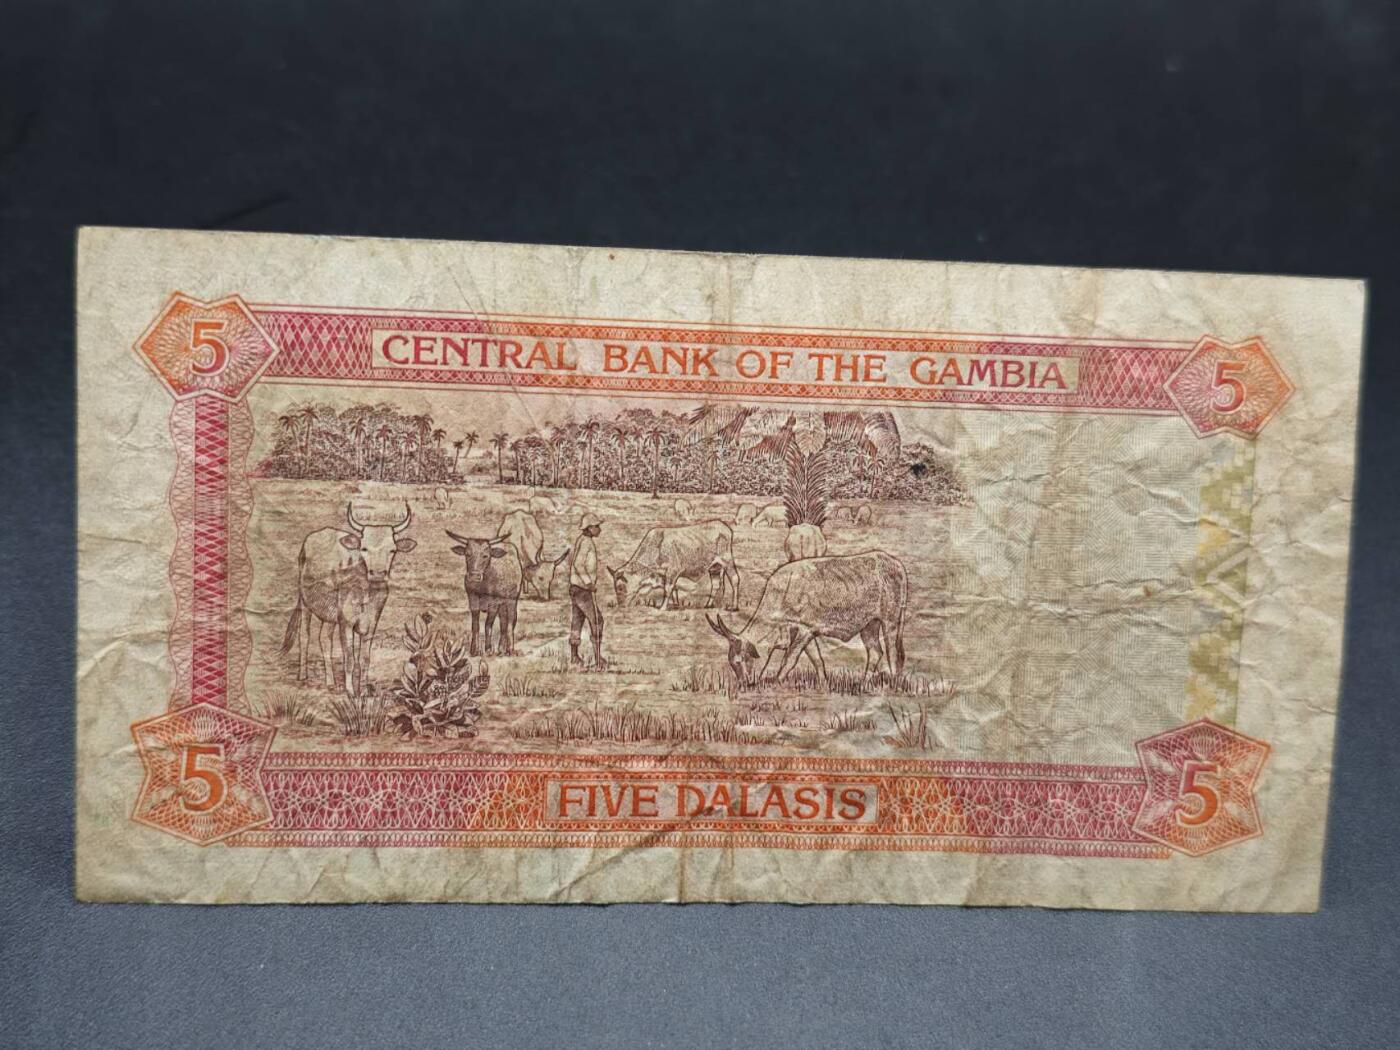 5 CENTRAL BANK OF THE GAMBIA 5
5 FIVE DALASIS 5